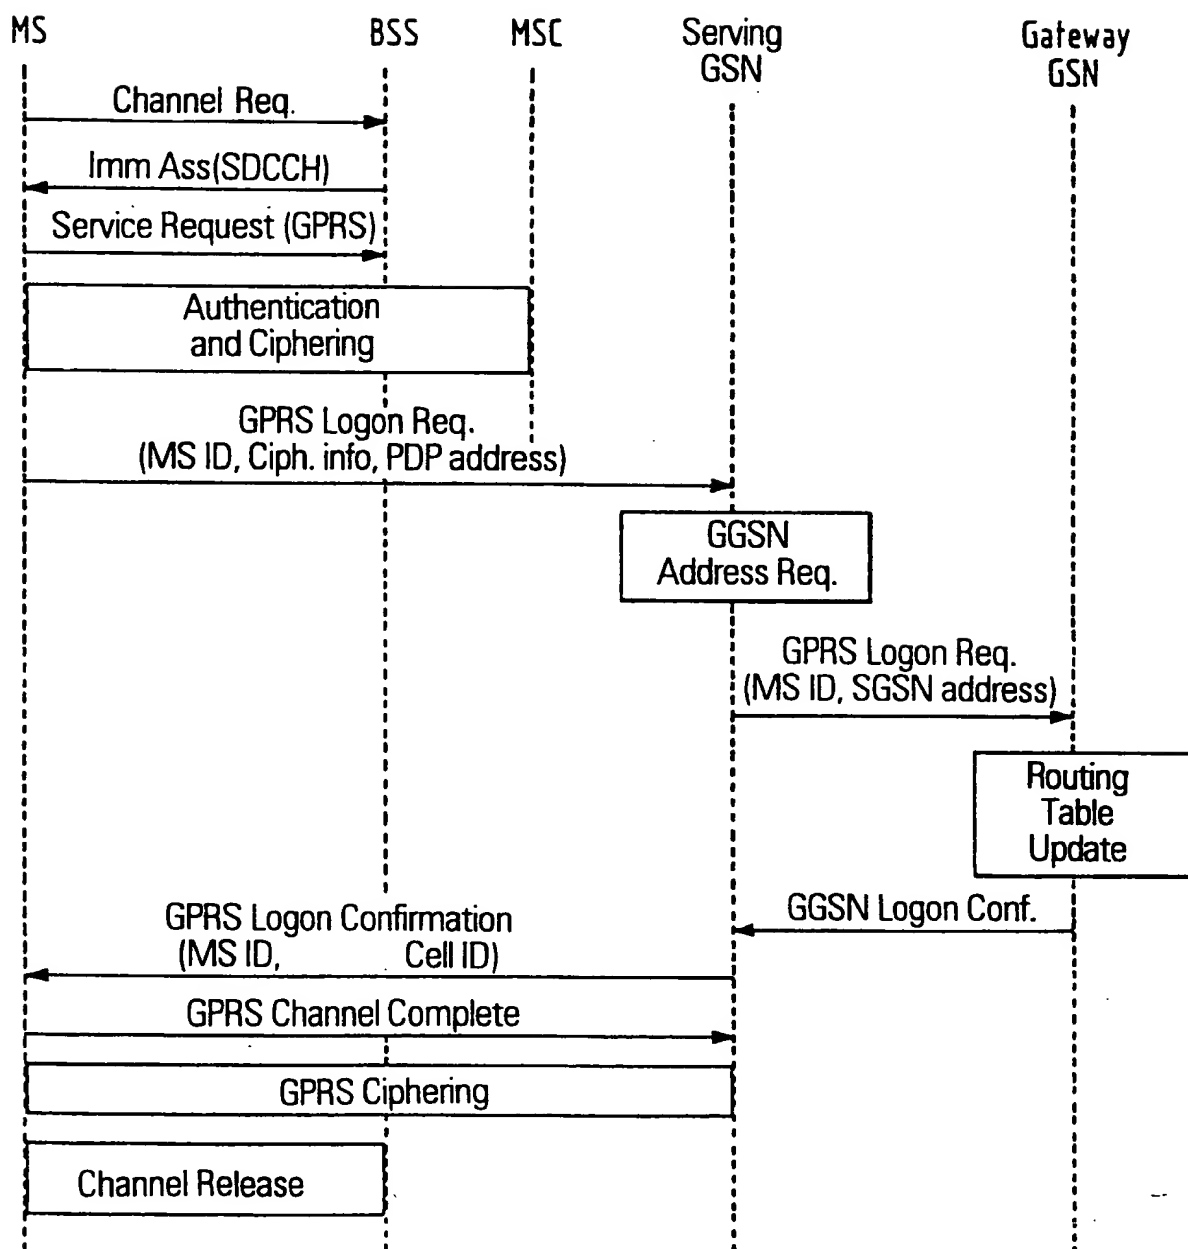 MS
BSS
MSC
Serving
GSN
Gateway
GSN
Channel Req.
Imm Ass(SDCCH)
Service Request (GPRS)
Authentication
and Ciphering
GPRS Logon Req.
(MS ID, Ciph. info, PDP address)
GGSN
Address Req.
GPRS Logon Req.
(MS ID, SGSN address)
Routing
Table
Update
GGSN Logon Conf.
GPRS Logon Confirmation
(MS ID, Cell ID)
GPRS Channel Complete
GPRS Ciphering
Channel Release